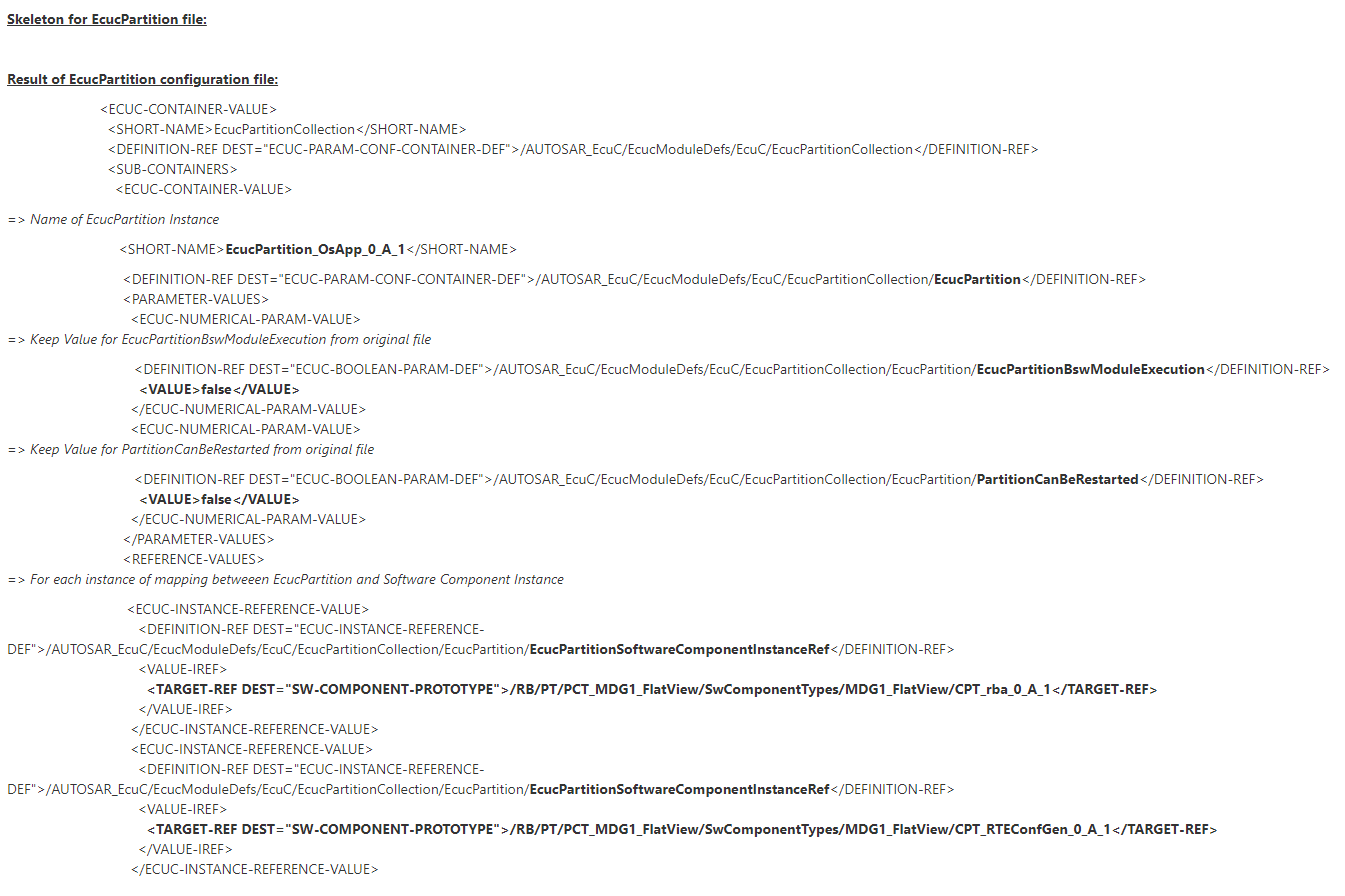 Skeleton for EcucPartition file:
Result of EcucPartition configuration file:
<ECUC-CONTAINER-VALUE>
<SHORT-NAME>EcucPartitionCollection</SHORT-NAME>
<DEFINITION-REF DEST="ECUC-PARAM-CONF-CONTAINER-DEF">/AUTOSAR_EcuC/EcucModuleDefs/EcuC/EcucPartitionCollection</DEFINITION-REF>
<SUB-CONTAINERS>
<ECUC-CONTAINER-VALUE>
=> Name of EcucPartition Instance
<SHORT-NAME>EcucPartition_OsApp_0_A_1</SHORT-NAME>
<DEFINITION-REF DEST="ECUC-PARAM-CONF-CONTAINER-DEF">/AUTOSAR_EcuC/EcucModuleDefs/EcuC/EcucPartitionCollection/EcucPartition</DEFINITION-REF>
<PARAMETER-VALUES>
<ECUC-NUMERICAL-PARAM-VALUE>
=> Keep Value for EcucPartitionBswModuleExecution from original file
<DEFINITION-REF DEST="ECUC-BOOLEAN-PARAM-DEF">/AUTOSAR_EcuC/EcucModuleDefs/EcuC/EcucPartitionCollection/EcucPartition/EcucPartitionBswModuleExecution</DEFINITION-REF>
<VALUE>false</VALUE>
</ECUC-NUMERICAL-PARAM-VALUE>
<ECUC-NUMERICAL-PARAM-VALUE>
=> Keep Value for PartitionCanBeRestarted from original file
<DEFINITION-REF DEST="ECUC-BOOLEAN-PARAM-DEF">/AUTOSAR_EcuC/EcucModuleDefs/EcuC/EcucPartitionCollection/EcucPartition/PartitionCanBeRestarted</DEFINITION-REF>
<VALUE>false</VALUE>
</ECUC-NUMERICAL-PARAM-VALUE>
</PARAMETER-VALUES>
<REFERENCE-VALUES>
=> For each instance of mapping betweeen EcucPartition and Software Component Instance
<ECUC-INSTANCE-REFERENCE-VALUE>
<DEFINITION-REF DEST="ECUC-INSTANCE-REFERENCE-
DEF">/AUTOSAR_EcuC/EcucModuleDefs/EcuC/EcucPartitionCollection/EcucPartition/EcucPartitionSoftwareComponentInstanceRef</DEFINITION-REF>
<VALUE-IREF>
<TARGET-REF DEST="SW-COMPONENT-PROTOTYPE">/RB/PT/PCT_MDG1_FlatView/SwComponentTypes/MDG1_FlatView/CPT_rba_0_A_1</TARGET-REF>
</VALUE-IREF>
</ECUC-INSTANCE-REFERENCE-VALUE>
<ECUC-INSTANCE-REFERENCE-VALUE>
<DEFINITION-REF DEST="ECUC-INSTANCE-REFERENCE-
DEF">/AUTOSAR_EcuC/EcucModuleDefs/EcuC/EcucPartitionCollection/EcucPartition/EcucPartitionSoftwareComponentInstanceRef</DEFINITION-REF>
<VALUE-IREF>
<TARGET-REF DEST="SW-COMPONENT-PROTOTYPE">/RB/PT/PCT_MDG1_FlatView/SwComponentTypes/MDG1_FlatView/CPT_RTEConfGen_0_A_1</TARGET-REF>
</VALUE-IREF>
</ECUC-INSTANCE-REFERENCE-VALUE>